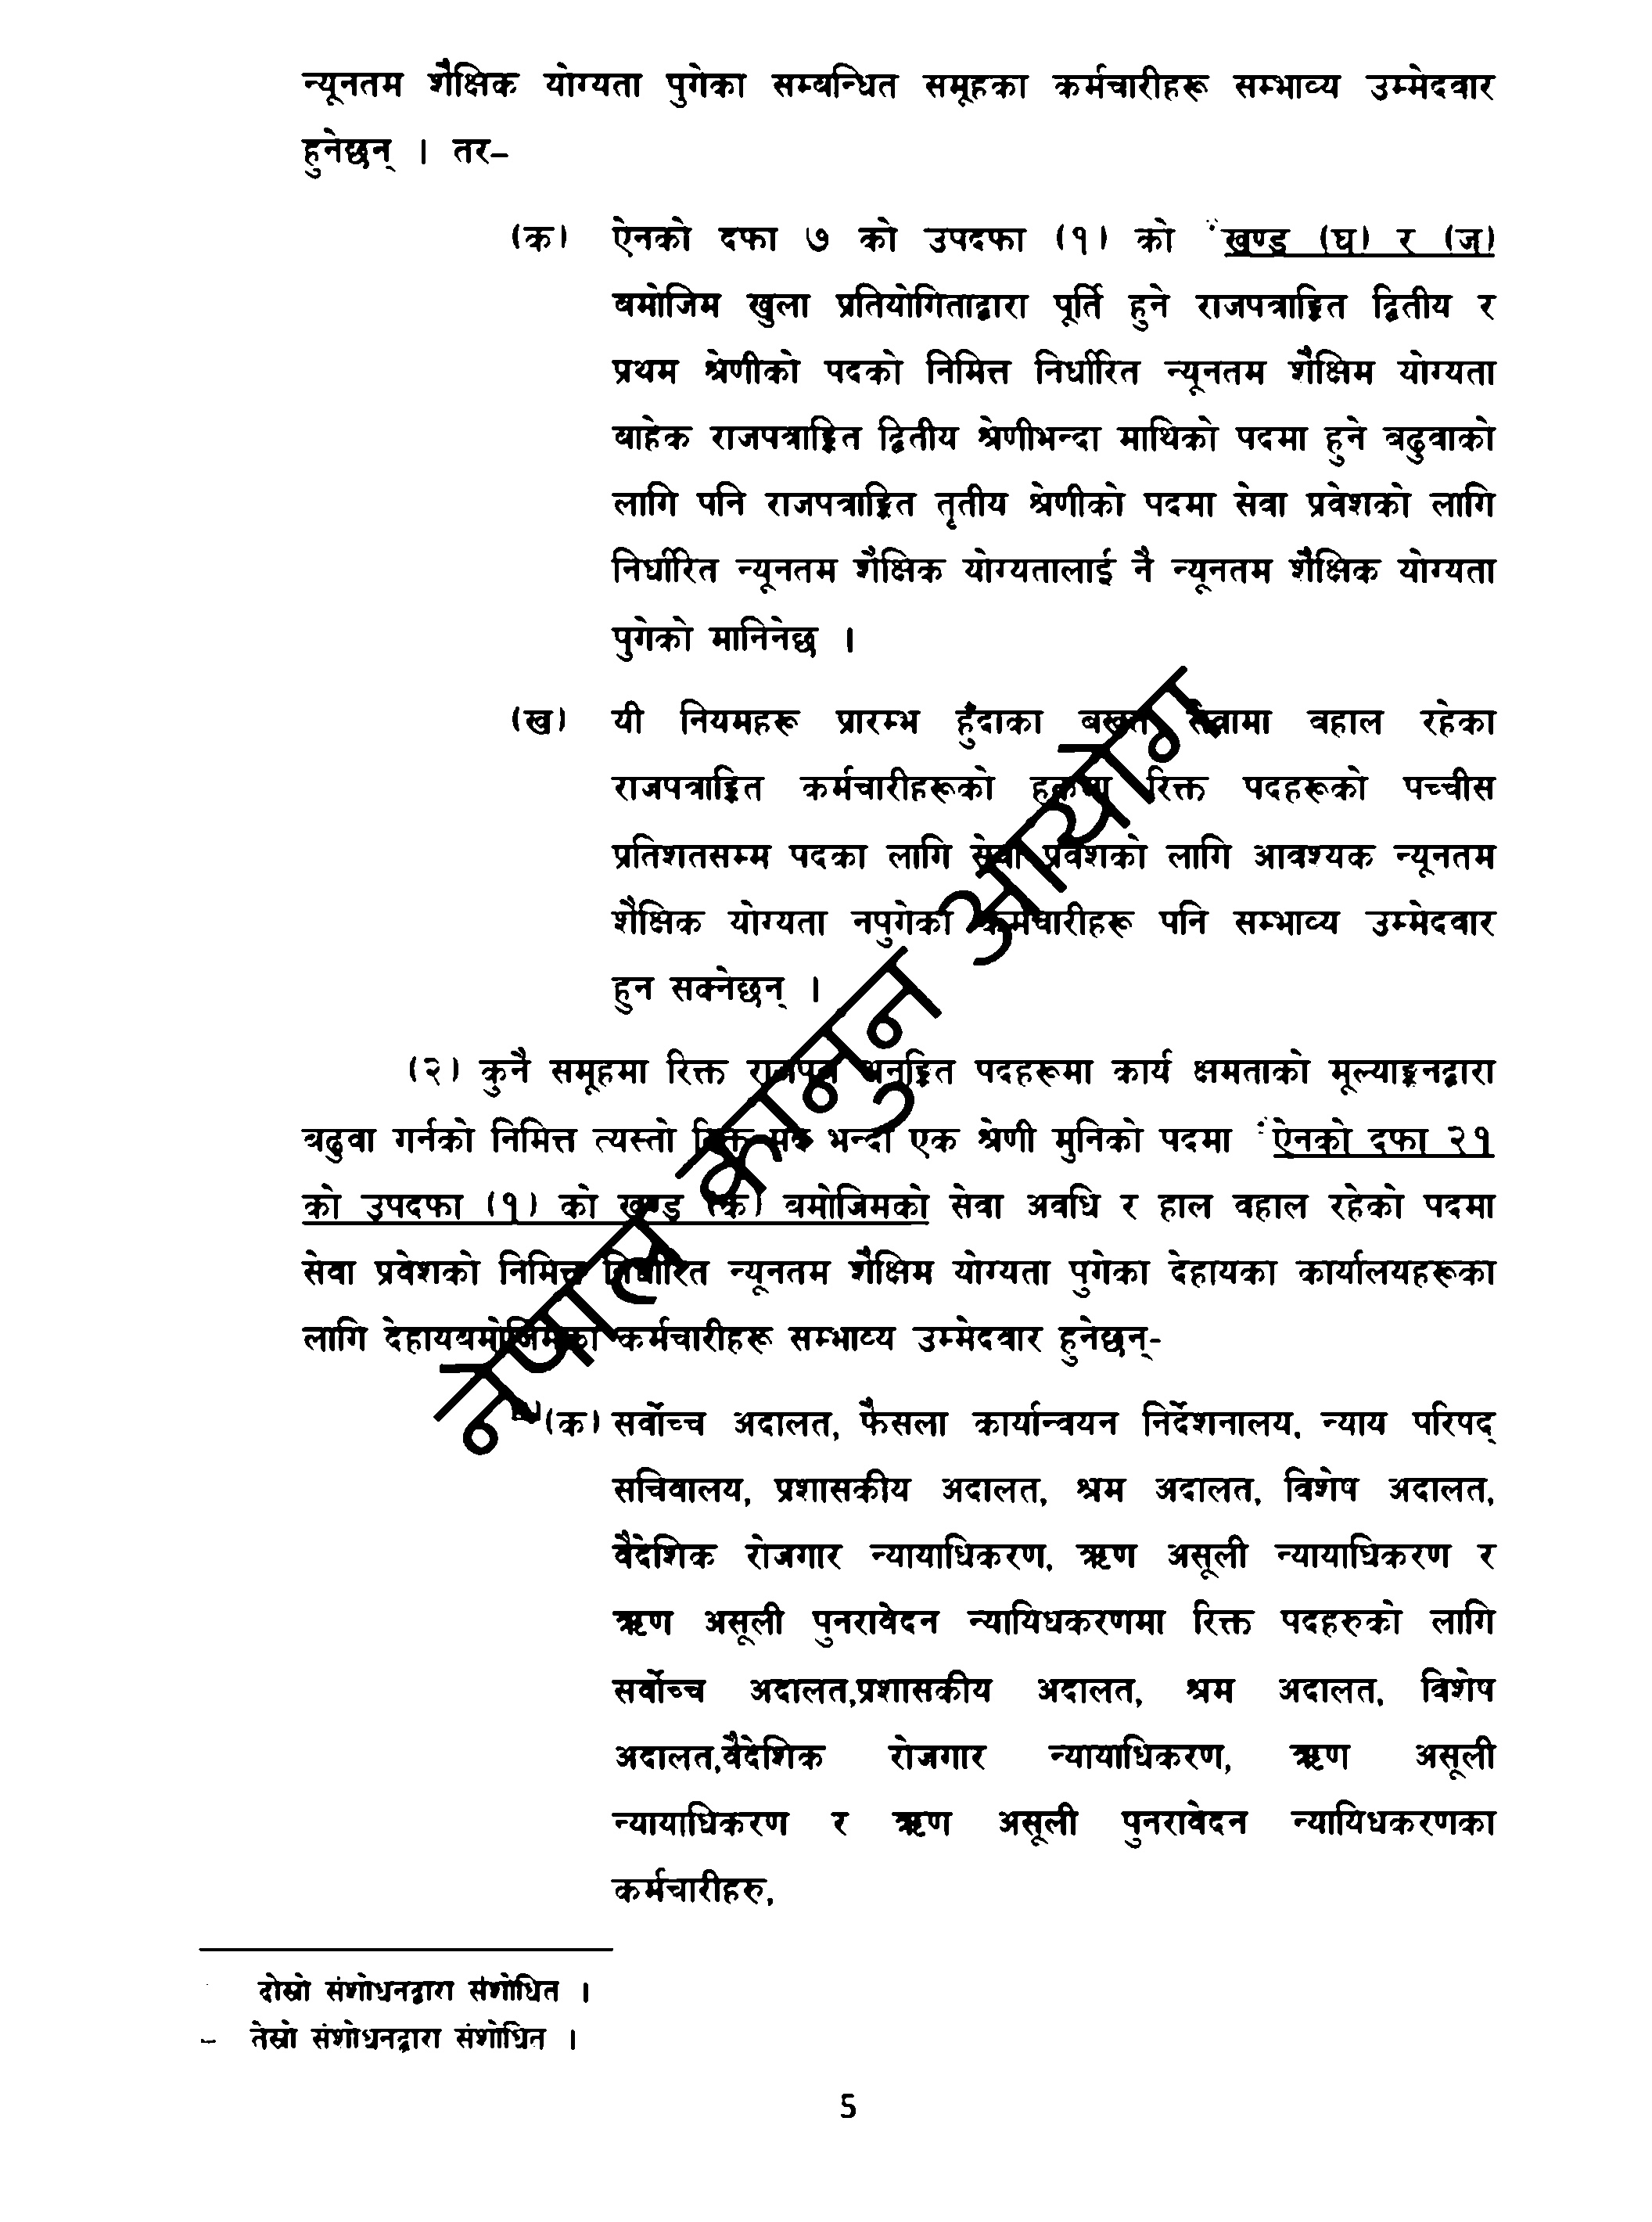 न्यूनतम शैक्षिक योग्यता पुगेका सम्बन्धित समूहका कर्मचारीहरू सम्भाव्य उम्मेदवार
हुनेछन् । तर–
(क) ऐनको दफा ७ को उपदफा (१) को खण्ड (घ) र (ज)
बमोजिम खुला प्रतियोगिताद्वारा पूर्ति हुने राजपत्राङ्कित द्वितीय र
प्रथम श्रेणीको पदको निमित्त निर्धारित न्यूनतम शैक्षिम योग्यता
बाहेक राजपत्राङ्कित द्वितीय श्रेणीभन्दा माथिको पदमा हुने बढुवाको
लागि पनि राजपत्राङ्कित तृतीय श्रेणीको पदमा सेवा प्रवेशको लागि
निर्धारित न्यूनतम शैक्षिक योग्यतालाई नै न्यूनतम शैक्षिक योग्यता
पुगेको मानिनेछ ।
(ख) यी नियमहरू प्रारम्भ हुँदाका बखत सेवामा बहाल रहेका
राजपत्राङ्कित कर्मचारीहरूको हकमा रिक्त पदहरूको पच्चीस
प्रतिशतसम्म पदका लागि सेवा प्रवेशको लागि आवश्यक न्यूनतम
शैक्षिक योग्यता नपुगेका कर्मचारीहरू पनि सम्भाव्य उम्मेदवार
हुन सक्नेछन् ।
(२) कुनै समूहमा रिक्त राजपत्र अनङ्कित पदहरूमा कार्य क्षमताको मूल्याङ्कनद्वारा
बढुवा गर्नको निमित्त त्यस्तो रिक्त पद भन्दा एक श्रेणी मुनिको पदमा ऐनको दफा २१
को उपदफा (१) को खण्ड (क) बमोजिमको सेवा अवधि र हाल बहाल रहेको पदमा
सेवा प्रवेशको निमित्त निर्धारित न्यूनतम शैक्षिम योग्यता पुगेका देहायका कार्यालयहरूका
लागि देहायबमोजिमका कर्मचारीहरू सम्भाव्य उम्मेदवार हुनेछन्-
(क) सर्वोच्च अदालत, फैसला कार्यान्वयन निर्देशनालय, न्याय परिषद्
सचिवालय, प्रशासकीय अदालत, श्रम अदालत, विशेष अदालत,
वैदेशिक रोजगार न्यायाधिकरण, ऋण असूली न्यायाधिकरण र
ऋण असूली पुनरावेदन न्यायिधकरणमा रिक्त पदहरुको लागि
सर्वोच्च अदालत,प्रशासकीय अदालत, श्रम अदालत, विशेष
अदालत,वैदेशिक रोजगार न्यायाधिकरण, ऋण असूली
न्यायाधिकरण र ऋण असूली पुनरावेदन न्यायिधकरणका
कर्मचारीहरु,
नेपाल कानुन आयोग
दोस्रो संशोधनद्वारा संशोधित ।
– तेस्रो संशोधनद्वारा संशोधित ।
5